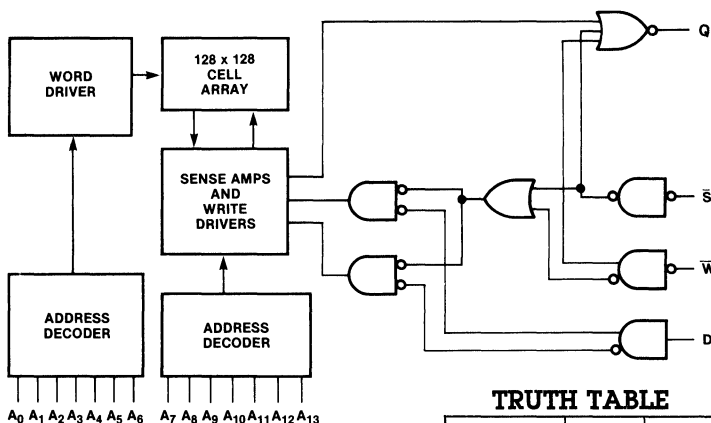 WORD
DRIVER
128 x 128
CELL
ARRAY
Q
SENSE AMPS
AND
WRITE
DRIVERS
S̄
W̄
ADDRESS
DECODER
ADDRESS
DECODER
D
A₀ A₁ A₂ A₃ A₄ A₅ A₆ A₇ A₈ A₉ A₁₀ A₁₁ A₁₂ A₁₃
TRUTH TABLE